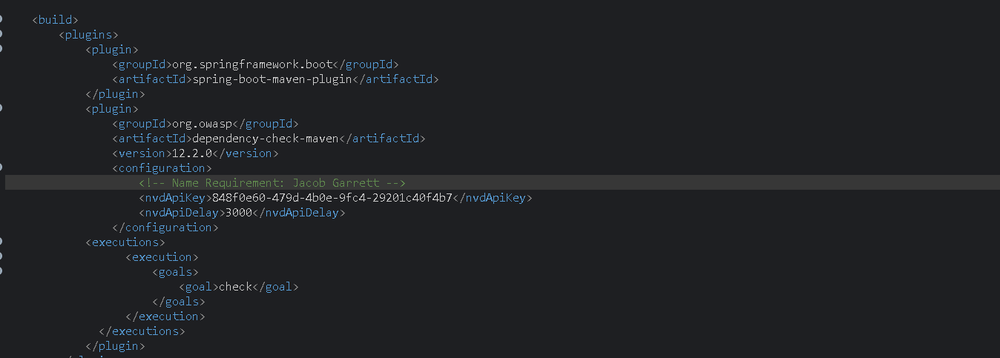 <build>
<plugins>
<plugin>
<groupId>org.springframework.boot</groupId>
<artifactId>spring-boot-maven-plugin</artifactId>
</plugin>
<plugin>
<groupId>org.owasp</groupId>
<artifactId>dependency-check-maven</artifactId>
<version>12.2.0</version>
<configuration>
<!-- Name Requirement: Jacob Garrett -->
<nvdApiKey>848f0e60-479d-4b0e-9fc4-29201c40f4b7</nvdApiKey>
<nvdApiDelay>3000</nvdApiDelay>
</configuration>
<executions>
<execution>
<goals>
<goal>check</goal>
</goals>
</execution>
</executions>
</plugin>